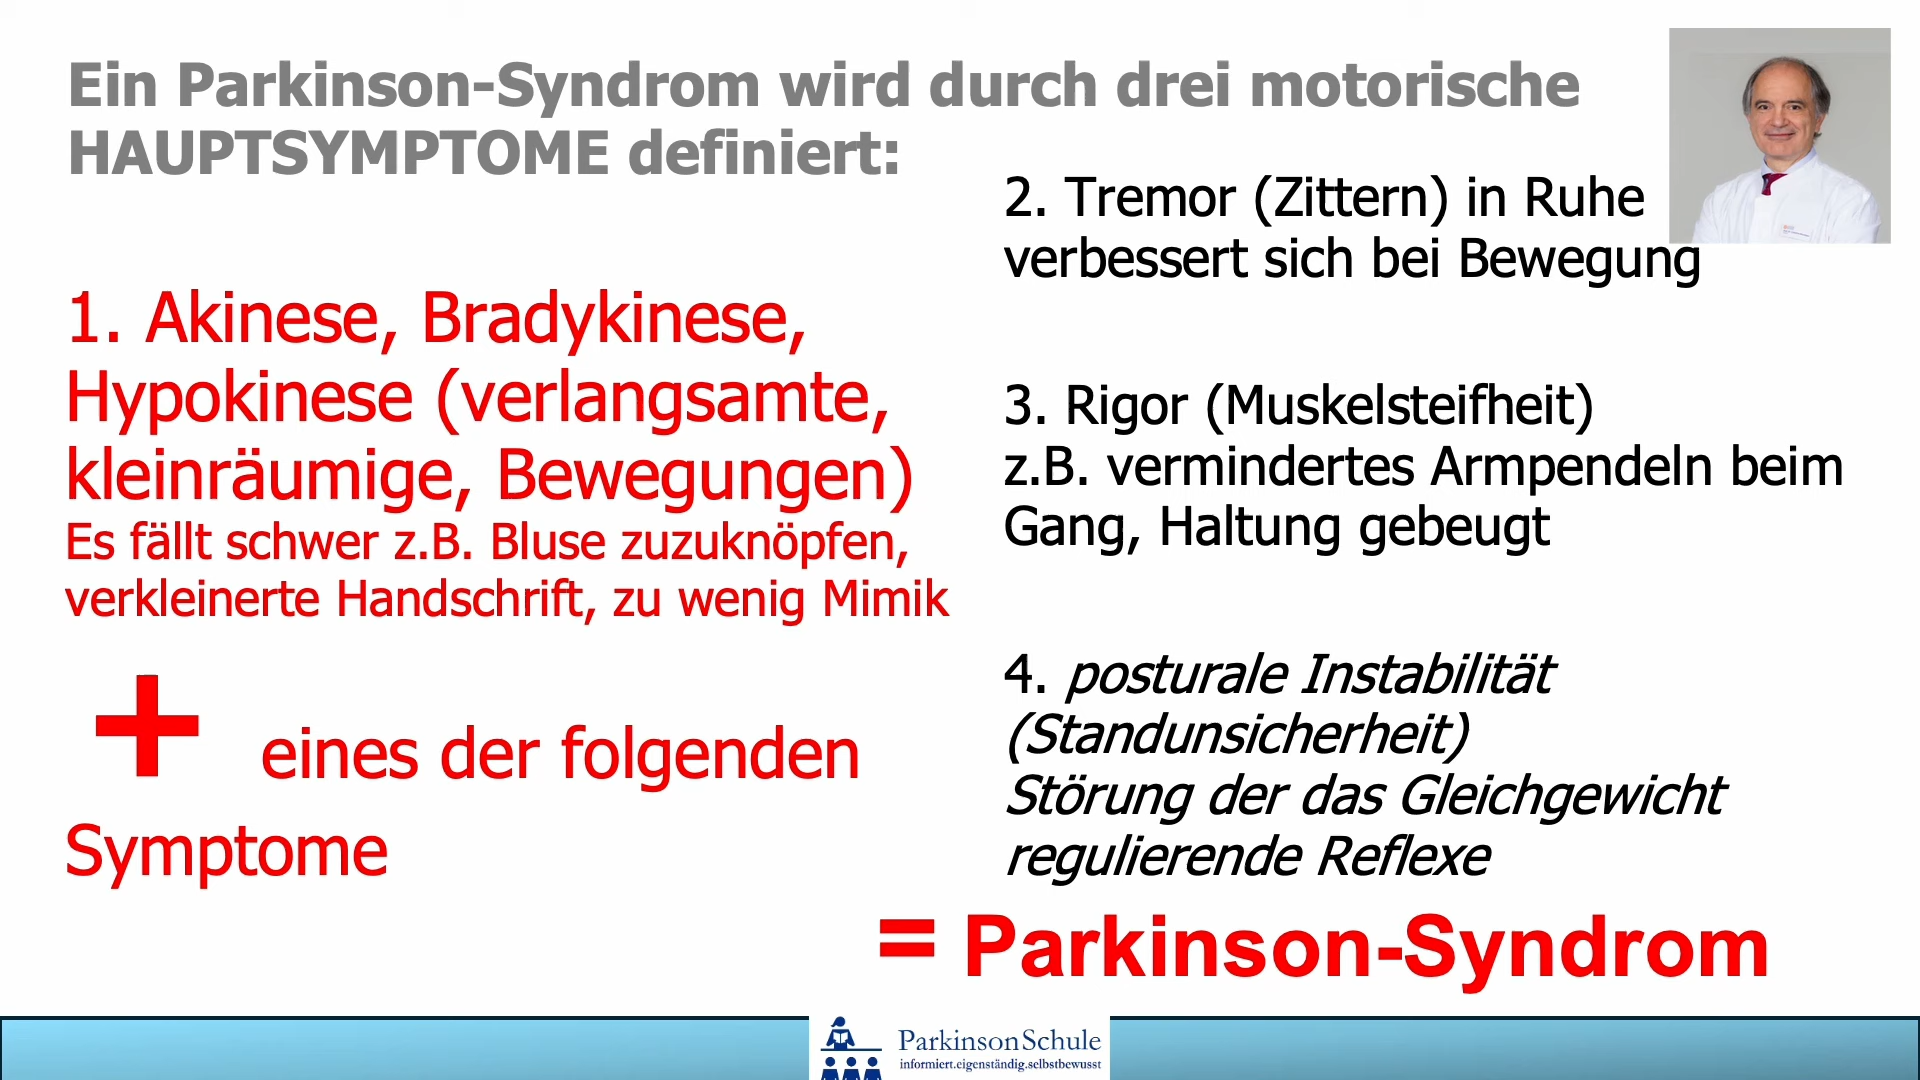 Ein Parkinson-Syndrom wird durch drei motorische
HAUPTSYMPTOME definiert:
1. Akinese, Bradykinese,
Hypokinese (verlangsamte,
kleinräumige, Bewegungen)
Es fällt schwer z.B. Bluse zuzuknöpfen,
verkleinerte Handschrift, zu wenig Mimik
+ eines der folgenden
Symptome
2. Tremor (Zittern) in Ruhe
verbessert sich bei Bewegung
3. Rigor (Muskelsteifheit)
z.B. vermindertes Armpendeln beim
Gang, Haltung gebeugt
4. posturale Instabilität
(Standunsicherheit)
Störung der das Gleichgewicht
regulierende Reflexe
= Parkinson-Syndrom
ParkinsonSchule
informiert.eigenständig.selbstbewusst